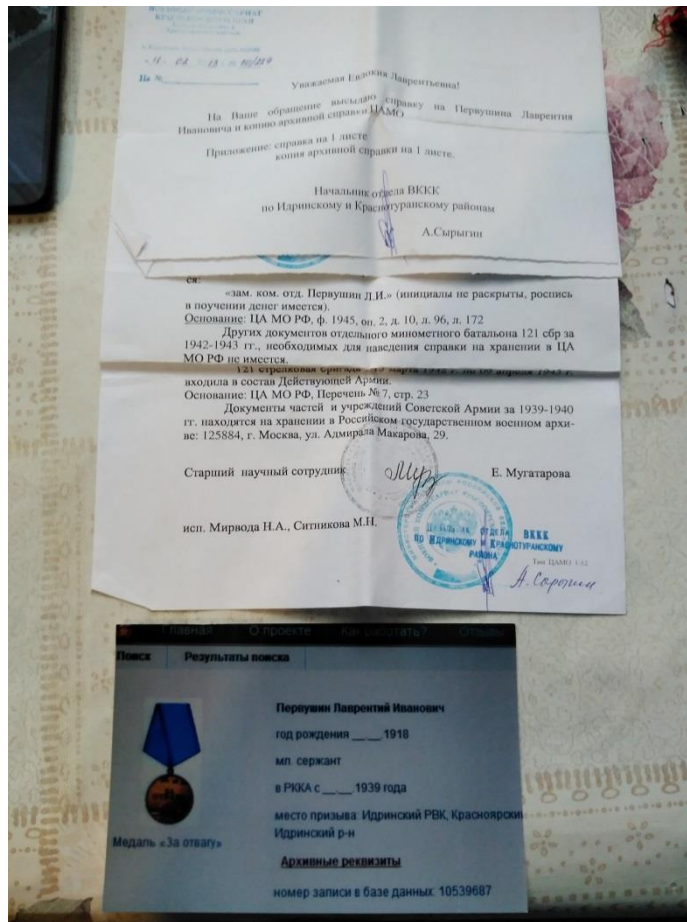 На №
Уважаемая Евдокия Лаврентьевна!
На Ваше обращение высылаю справку на Первушина Лаврентия
Ивановича и копию архивной справки ЦАМО
Приложение: справка на 1 листе
копия архивной справки на 1 листе.
Начальник отдела ВККК
по Идринскому и Краснотуранскому районам
А.Сырыгин
ся:
«зам. ком. отд. Первушин Л.И.» (инициалы не раскрыты, роспись
в поучении денег имеется).
Основание: ЦА МО РФ, ф. 1945, оп. 2, д. 10, л. 96, л. 172
Других документов отдельного минометного батальона 121 сбр за
1942-1943 гг., необходимых для наведения справки на хранении в ЦА
МО РФ не имеется.
121 стрелковая бригада
входила в состав Действующей Армии.
Основание: ЦА МО РФ, Перечень № 7, стр. 23
Документы частей и учреждений Советской Армии за 1939-1940
гг. находятся на хранении в Российском государственном военном архи-
ве: 125884, г. Москва, ул. Адмирала Макарова, 29.
Старший научный сотрудник
Е. Мугатарова
исп. Мирвода Н.А., Ситникова М.Н.
ОТДЕЛА ВККК
ПО ИДРИНСКОМУ И КРАСНОТУРАНСКОМУ
РАЙОНА
Главная О проекте Как работать? Отзывы
Поиск Результаты поиска
Первушин Лаврентий Иванович
год рождения __.__.1918
мл. сержант
в РККА с __.__.1939 года
место призыва: Идринский РВК, Красноярский
Идринский р-н
Медаль «За отвагу»
Архивные реквизиты
номер записи в базе данных 10539687